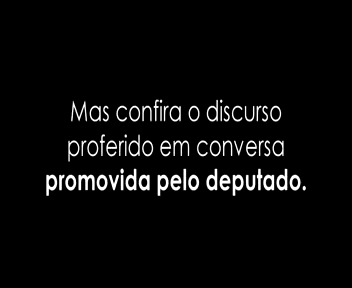 Mas confira o discurso
proferido em conversa
promovida pelo deputado.